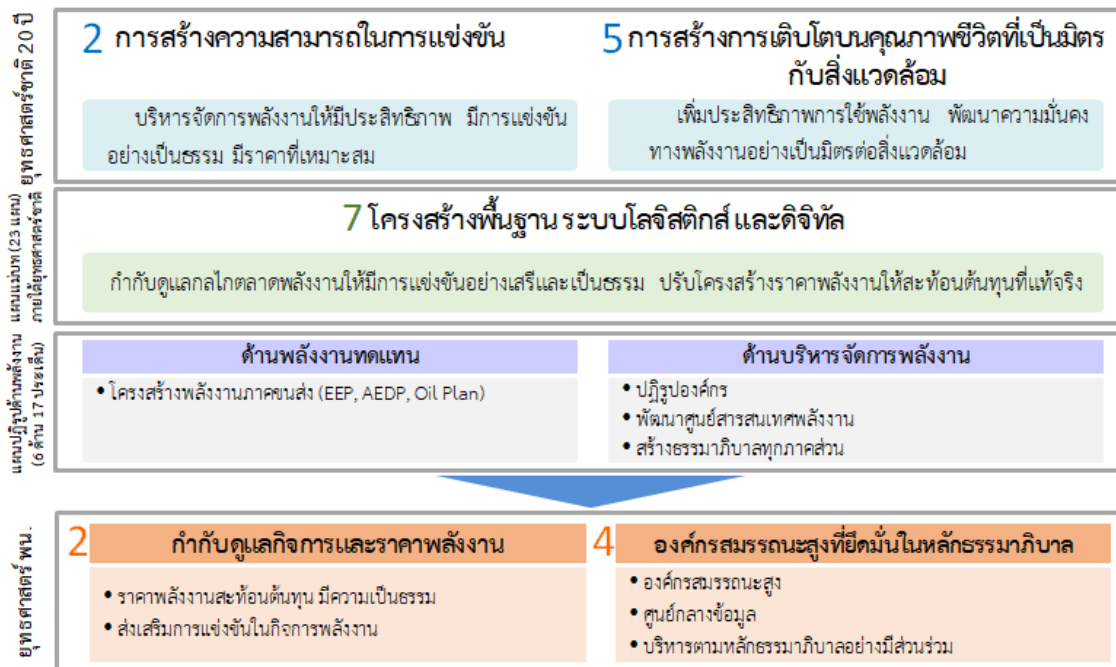 ยุทธศาสตร์ชาติ 20 ปี
2 การสร้างความสามารถในการแข่งขัน
บริหารจัดการพลังงานให้มีประสิทธิภาพ มีการแข่งขัน
อย่างเป็นธรรม มีราคาที่เหมาะสม
5 การสร้างการเติบโตบนคุณภาพชีวิตที่เป็นมิตร
กับสิ่งแวดล้อม
เพิ่มประสิทธิภาพการใช้พลังงาน พัฒนาความมั่นคง
ทางพลังงานอย่างเป็นมิตรต่อสิ่งแวดล้อม
แผนแม่บท (23 แผน)
ภายใต้ยุทธศาสตร์ชาติ
7 โครงสร้างพื้นฐาน ระบบโลจิสติกส์ และดิจิทัล
กำกับดูแลกลไกตลาดพลังงานให้มีการแข่งขันอย่างเสรีและเป็นธรรม ปรับโครงสร้างราคาพลังงานให้สะท้อนต้นทุนที่แท้จริง
แผนปฏิรูปด้านพลังงาน
(6 ด้าน 17 ประเด็น)
ด้านพลังงานทดแทน
• โครงสร้างพลังงานภาคขนส่ง (EEP, AEDP, Oil Plan)
ด้านบริหารจัดการพลังงาน
• ปฏิรูปองค์กร
• พัฒนาศูนย์สารสนเทศพลังงาน
• สร้างธรรมาภิบาลทุกภาคส่วน
ยุทธศาสตร์ พน.
2 กำกับดูแลกิจการและราคาพลังงาน
• ราคาพลังงานสะท้อนต้นทุน มีความเป็นธรรม
• ส่งเสริมการแข่งขันในกิจการพลังงาน
4 องค์กรสมรรถนะสูงที่ยึดมั่นในหลักธรรมาภิบาล
• องค์กรสมรรถนะสูง
• ศูนย์กลางข้อมูล
• บริหารตามหลักธรรมาภิบาลอย่างมีส่วนร่วม